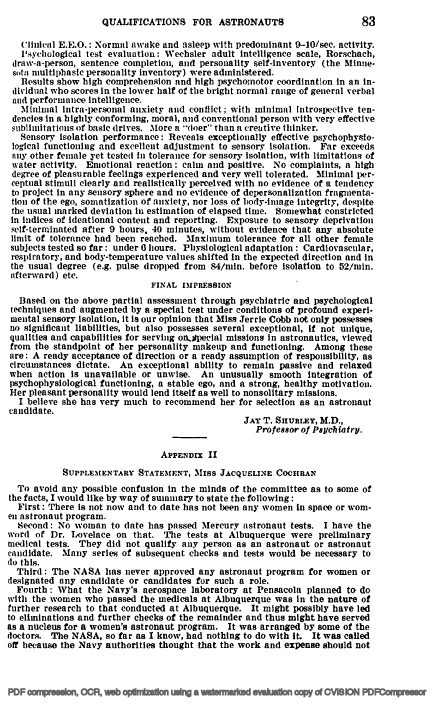 QUALIFICATIONS FOR ASTRONAUTS 83
Clinical E.E.O.: Normal awake and asleep with predominant 9-10/sec. activity.
Psychological test evaluation: Wechsler adult intelligence scale, Rorschach,
draw-a-person, sentence completion, and personality self-inventory (the Minne-
sota multiphasic personality inventory) were administered.
Results show high comprehension and high psychomotor coordination in an in-
dividual who scores in the lower half of the bright normal range of general verbal
and performance intelligence.
Minimal intra-personal anxiety and conflict; with minimal introspective ten-
dencies in a highly conforming, moral, and conventional person with very effective
sublimitations of basic drives. More a "doer" than a creative thinker.
Sensory isolation performance: Reveals exceptionally effective psychophysio-
logical functioning and excellent adjustment to sensory isolation. Far exceeds
any other female yet tested in tolerance for sensory isolation, with limitations of
water activity. Emotional reaction: calm and positive. No complaints, a high
degree of pleasurable feelings experienced and very well tolerated. Minimal per-
ceptual stimuli clearly and realistically perceived with no evidence of a tendency
to project in any sensory sphere and no evidence of depersonalization fragmenta-
tion of the ego, somatization of anxiety, nor loss of body-image integrity, despite
the usual marked deviation in estimation of elapsed time. Somewhat constricted
in indices of ideational content and reporting. Exposure to sensory deprivation
self-terminated after 9 hours, 40 minutes, without evidence that any absolute
limit of tolerance had been reached. Maximum tolerance for all other female
subjects tested so far: under 6 hours. Physiological adaptation: Cardiovascular,
respiratory, and body-temperature values shifted in the expected direction and in
the usual degree (e.g. pulse dropped from 84/min. before isolation to 52/min.
afterward) etc.
FINAL IMPRESSION
Based on the above partial assessment through psychiatric and psychological
techniques and augmented by a special test under conditions of profound experi-
mental sensory isolation, it is our opinion that Miss Jerrie Cobb not only possesses
no significant liabilities, but also possesses several exceptional, if not unique,
qualities and capabilities for serving on special missions in astronautics, viewed
from the standpoint of her personality makeup and functioning. Among these
are: A ready acceptance of direction or a ready assumption of responsibility, as
circumstances dictate. An exceptional ability to remain passive and relaxed
when action is unavailable or unwise. An unusually smooth integration of
psychophysiological functioning, a stable ego, and a strong, healthy motivation.
Her pleasant personality would lend itself as well to nonsolitary missions.
I believe she has very much to recommend her for selection as an astronaut
candidate.
JAY T. SHURLEY, M.D.,
Professor of Psychiatry.
APPENDIX II
SUPPLEMENTARY STATEMENT, MISS JACQUELINE COCHRAN
To avoid any possible confusion in the minds of the committee as to some of
the facts, I would like by way of summary to state the following:
First: There is not now and to date has not been any women in space or wom-
en astronaut program.
Second: No woman to date has passed Mercury astronaut tests. I have the
word of Dr. Lovelace on that. The tests at Albuquerque were preliminary
medical tests. They did not qualify any person as an astronaut or astronaut
candidate. Many series of subsequent checks and tests would be necessary to
do this.
Third: The NASA has never approved any astronaut program for women or
designated any candidate or candidates for such a role.
Fourth: What the Navy's aerospace laboratory at Pensacola planned to do
with the women who passed the medicals at Albuquerque was in the nature of
further research to that conducted at Albuquerque. It might possibly have led
to eliminations and further checks of the remainder and thus might have served
as a nucleus for a women's astronaut program. It was arranged by some of the
doctors. The NASA, so far as I know, had nothing to do with it. It was called
off because the Navy authorities thought that the work and expense should not
PDF compression, OCR, web optimization using a watermarked evaluation copy of CVISION PDFCompressor